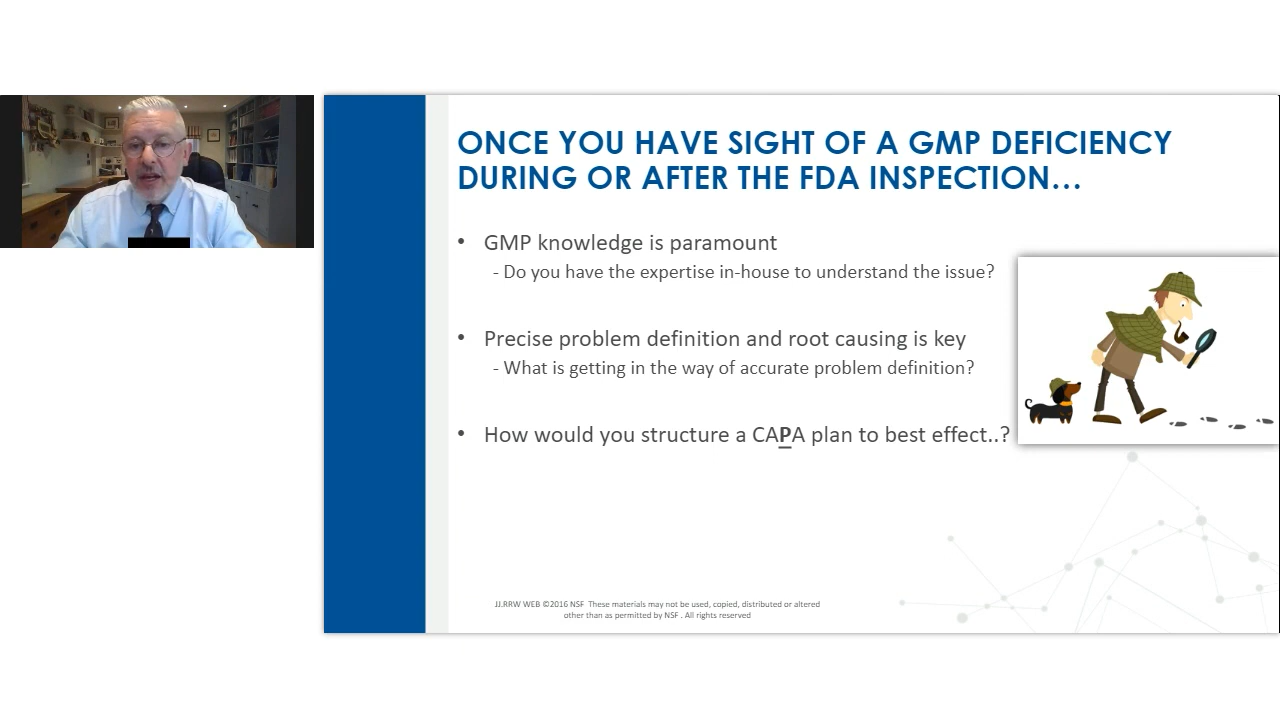 ONCE YOU HAVE SIGHT OF A GMP DEFICIENCY
DURING OR AFTER THE FDA INSPECTION...
• GMP knowledge is paramount
- Do you have the expertise in-house to understand the issue?
• Precise problem definition and root causing is key
- What is getting in the way of accurate problem definition?
• How would you structure a CAPA plan to best effect..?
JJ.RRW WEB ©2016 NSF These materials may not be used, copied, distributed or altered
other than as permitted by NSF . All rights reserved